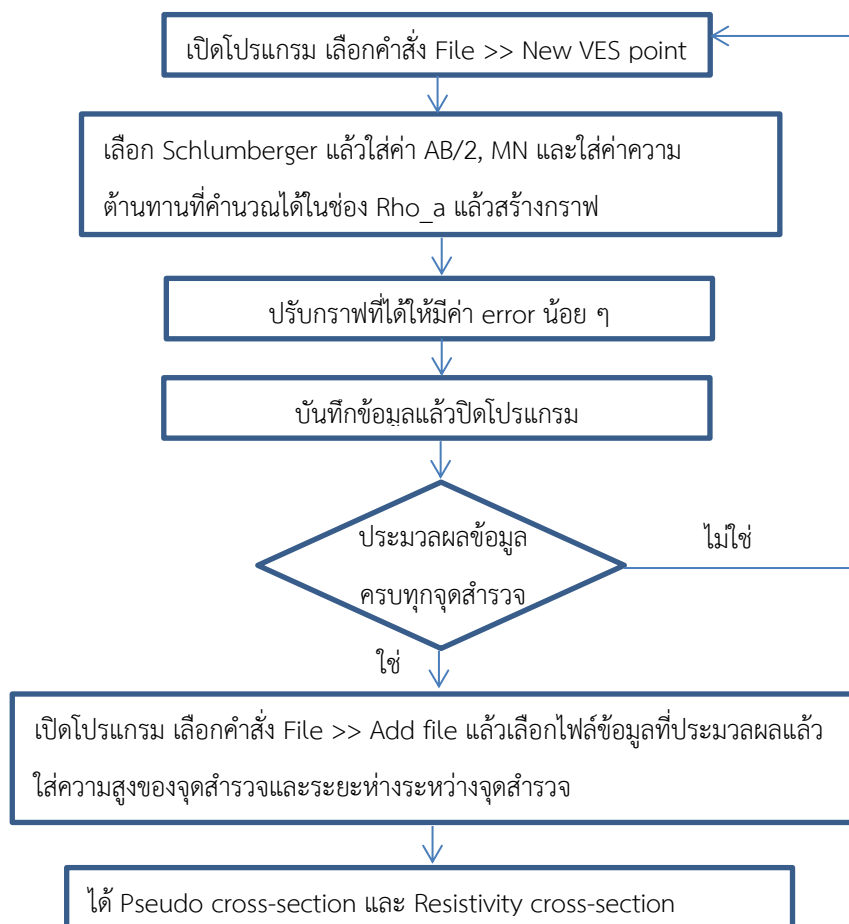 เปิดโปรแกรม เลือกคำสั่ง File >> New VES point
เลือก Schlumberger แล้วใส่ค่า AB/2, MN และใส่ค่าความ
ต้านทานที่คำนวณได้ในช่อง Rho_a แล้วสร้างกราฟ
ปรับกราฟที่ได้ให้มีค่า error น้อย ๆ
บันทึกข้อมูลแล้วปิดโปรแกรม
ประมวลผลข้อมูล
ครบทุกจุดสำรวจ
ไม่ใช่
ใช่
เปิดโปรแกรม เลือกคำสั่ง File >> Add file แล้วเลือกไฟล์ข้อมูลที่ประมวลผลแล้ว
ใส่ความสูงของจุดสำรวจและระยะห่างระหว่างจุดสำรวจ
ได้ Pseudo cross-section และ Resistivity cross-section